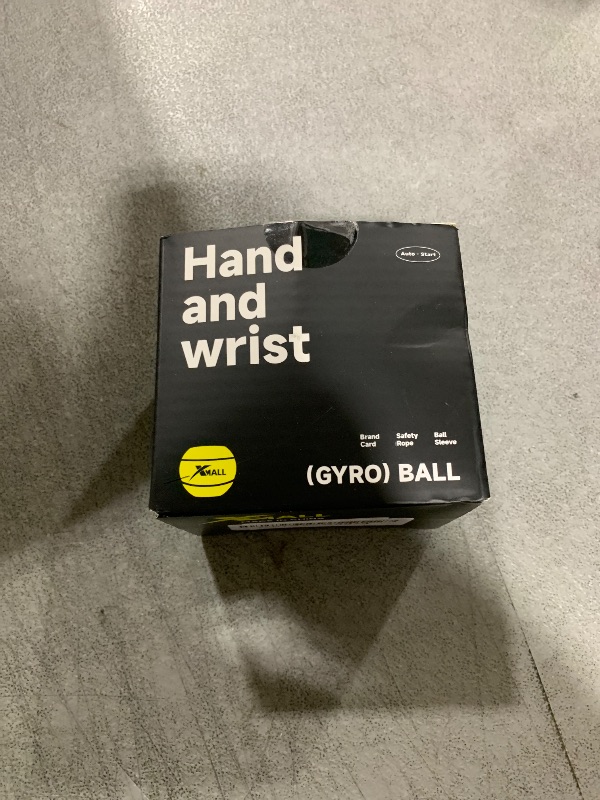 Hand
and
wrist
Auto · Start
Brand
Card
Safety
Rope
Ball
Sleeve
XMALL
(GYRO) BALL